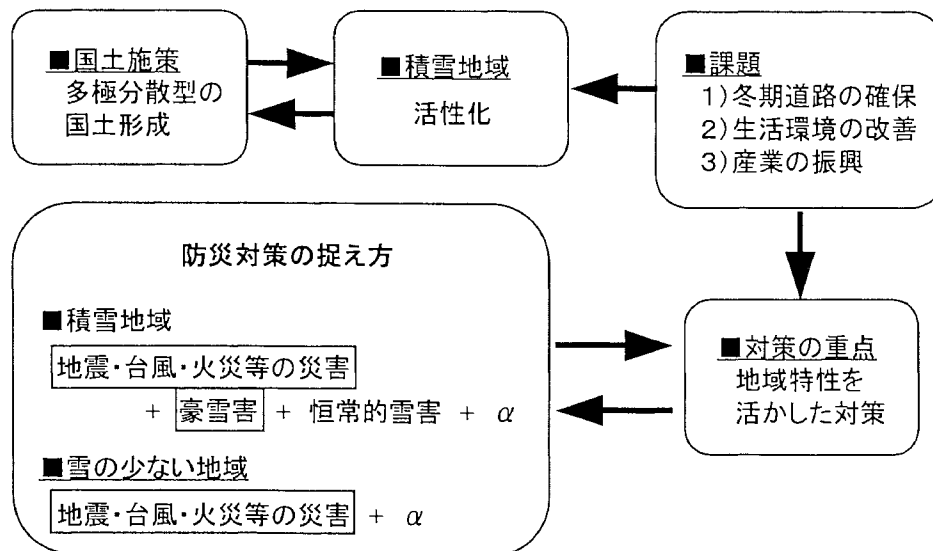 ■国土施策
多極分散型の
国土形成
■積雪地域
活性化
■課題
1)冬期道路の確保
2)生活環境の改善
3)産業の振興
防災対策の捉え方
■積雪地域
地震・台風・火災等の災害
+ 豪雪害 + 恒常的雪害 + α
■雪の少ない地域
地震・台風・火災等の災害 + α
■対策の重点
地域特性を
活かした対策